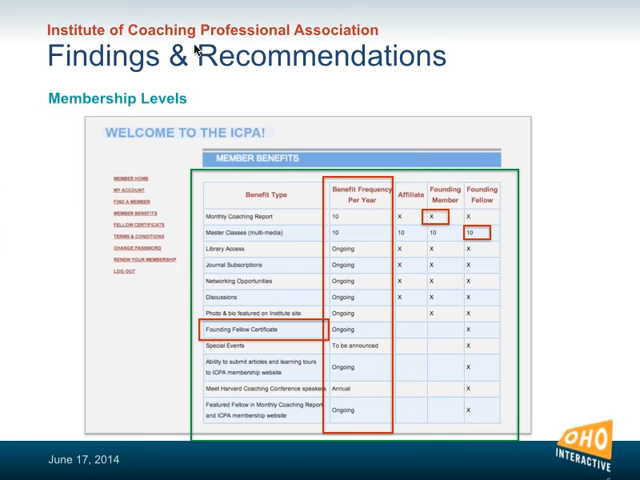 Institute of Coaching Professional Association
Findings & Recommendations
Membership Levels
WELCOME TO THE ICPA!
MEMBER BENEFITS
MEMBER HOME
MY ACCOUNT
FIND A MEMBER
MEMBER BENEFITS
FELLOW CERTIFICATE
TERMS & CONDITIONS
CHANGE PASSWORD
RENEW YOUR MEMBERSHIP
LOG OUT
Benefit Type Benefit Frequency Per Year Affiliate Founding Member Founding Fellow
Monthly Coaching Report 10 X X X
Master Classes (multi-media) 10 10 10 10
Library Access Ongoing X X X
Journal Subscriptions Ongoing X X X
Networking Opportunities Ongoing X X X
Discussions Ongoing X X X
Photo & bio featured on Institute site Ongoing X X
Founding Fellow Certificate Ongoing X
Special Events To be announced X
Ability to submit articles and learning tours
to ICPA membership website Ongoing X
Meet Harvard Coaching Conference speakers Annual X
Featured Fellow in Monthly Coaching Report
and ICPA membership website Ongoing X
June 17, 2014
OHO
INTERACTIVE